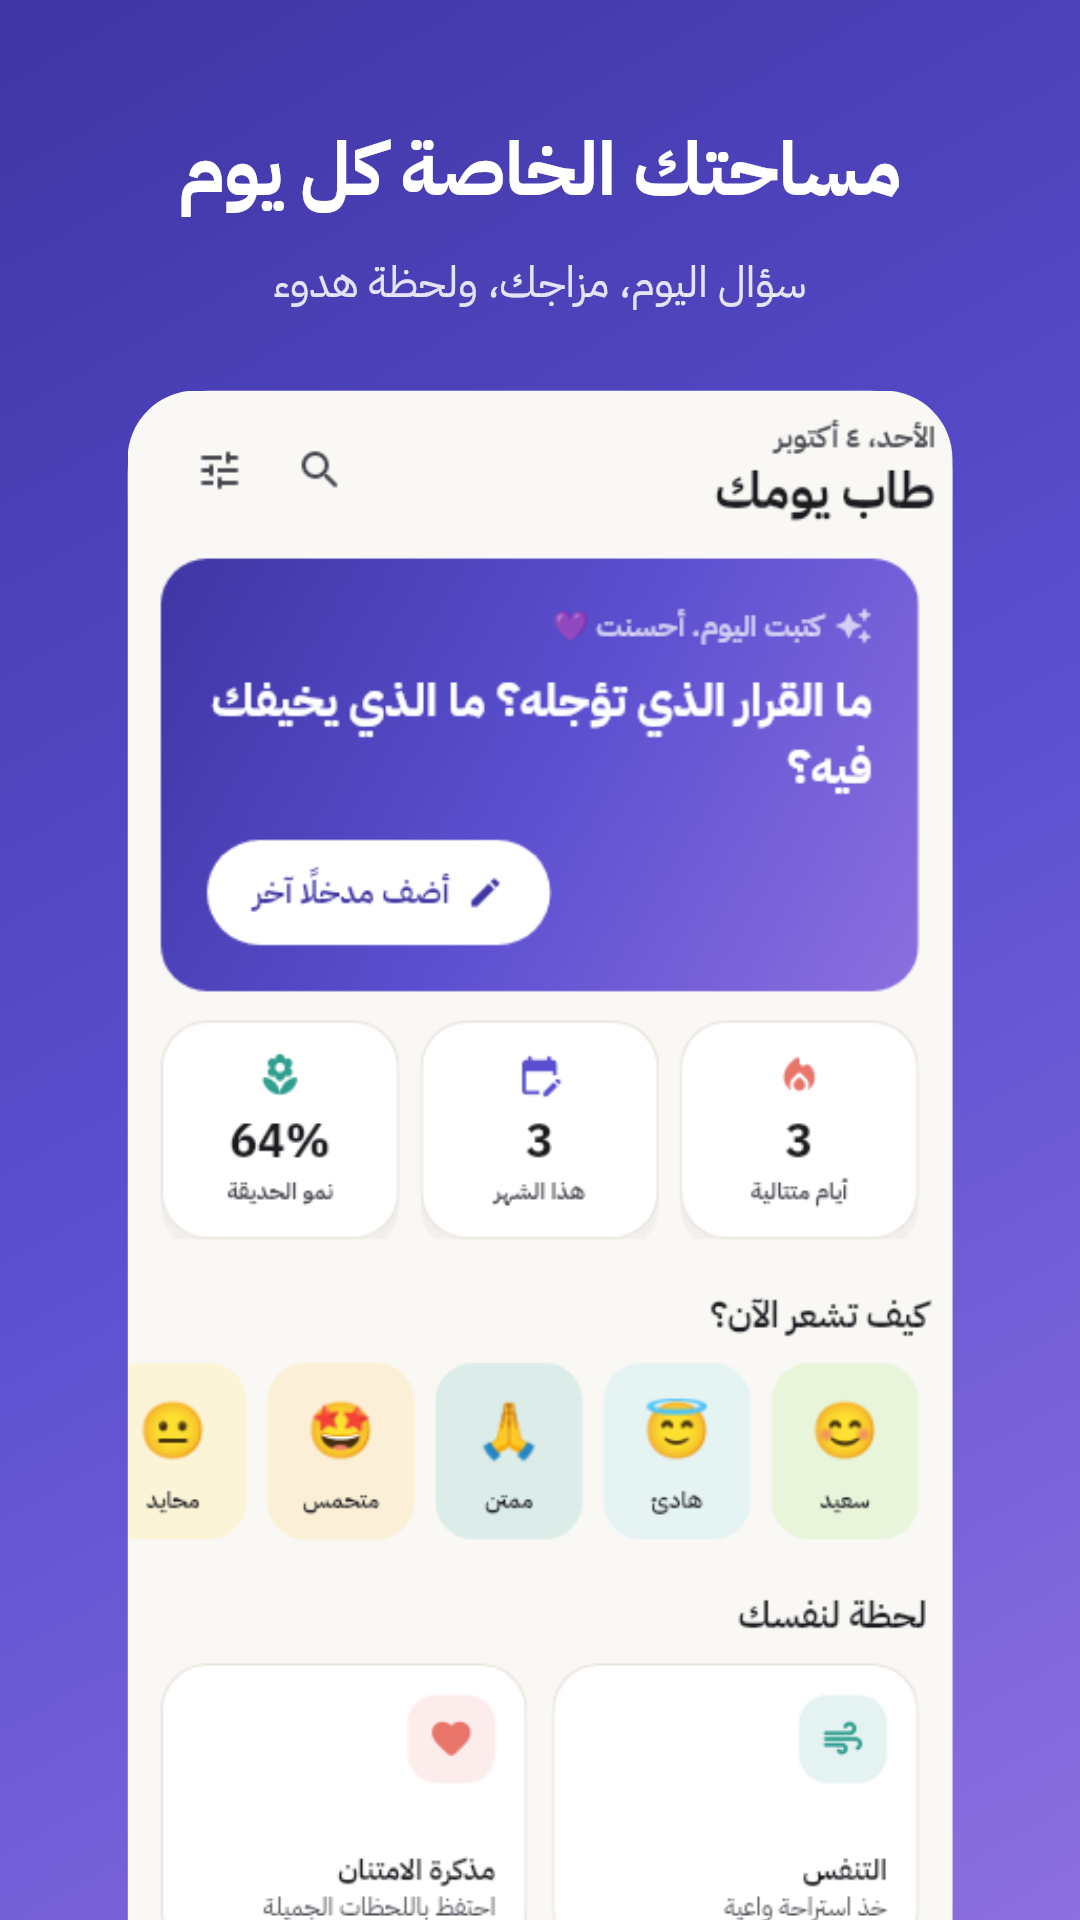 مساحتك الخاصة كل يوم
سؤال اليوم، مزاجك، ولحظة هدوء
الأحد، ٤ أكتوبر
طاب يومك
كتبت اليوم. أحسنت 💜
ما القرار الذي تؤجله؟ ما الذي يخيفك
فيه؟
أضف مدخلًا آخر
3
أيام متتالية
3
هذا الشهر
64%
نمو الحديقة
كيف تشعر الآن؟
سعيد
هادئ
ممتن
متحمس
محايد
لحظة لنفسك
التنفس
خذ استراحة واعية
مذكرة الامتنان
احتفظ باللحظات الجميلة